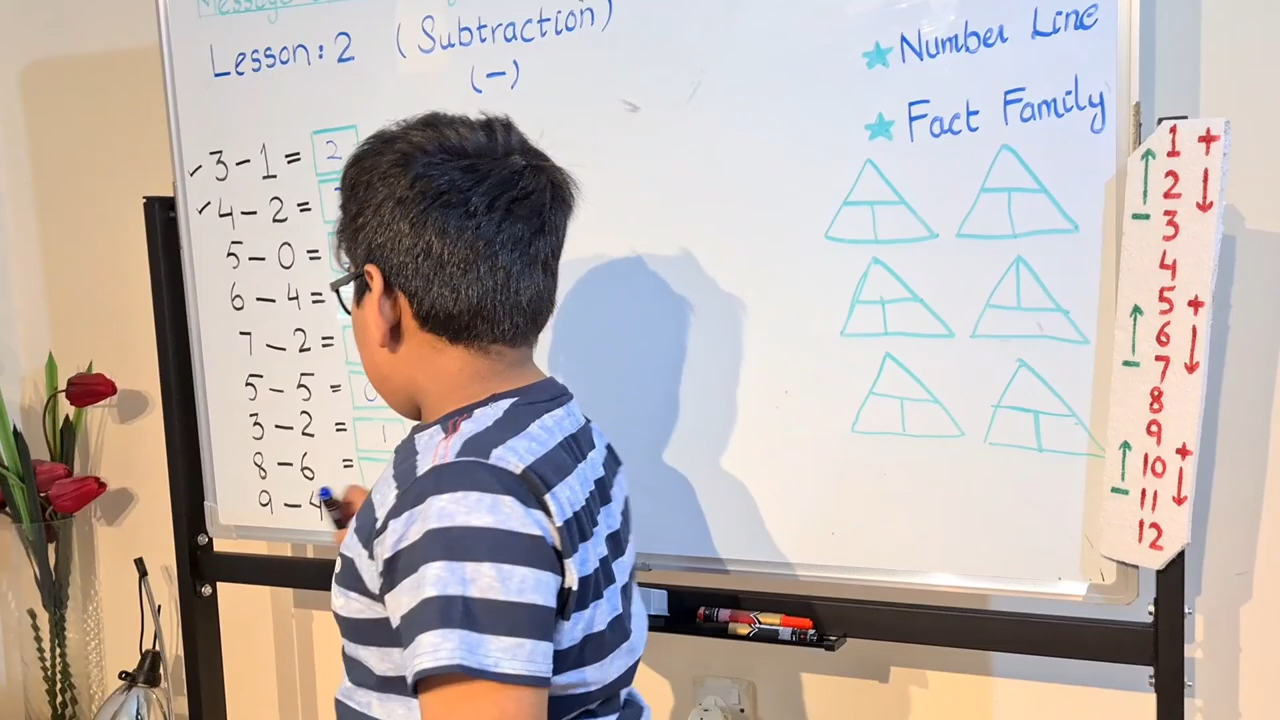 Message
Lesson: 2 (Subtraction)
(-)
3 - 1 = 2
4 - 2 =
5 - 0 =
6 - 4 =
7 - 2 =
5 - 5 = 0
3 - 2 = 1
8 - 6 =
9 - 4
★ Number Line
★ Fact Family
1 +
2
- 3
4
5 +
6
- 7
8
9
10 +
- 11
12